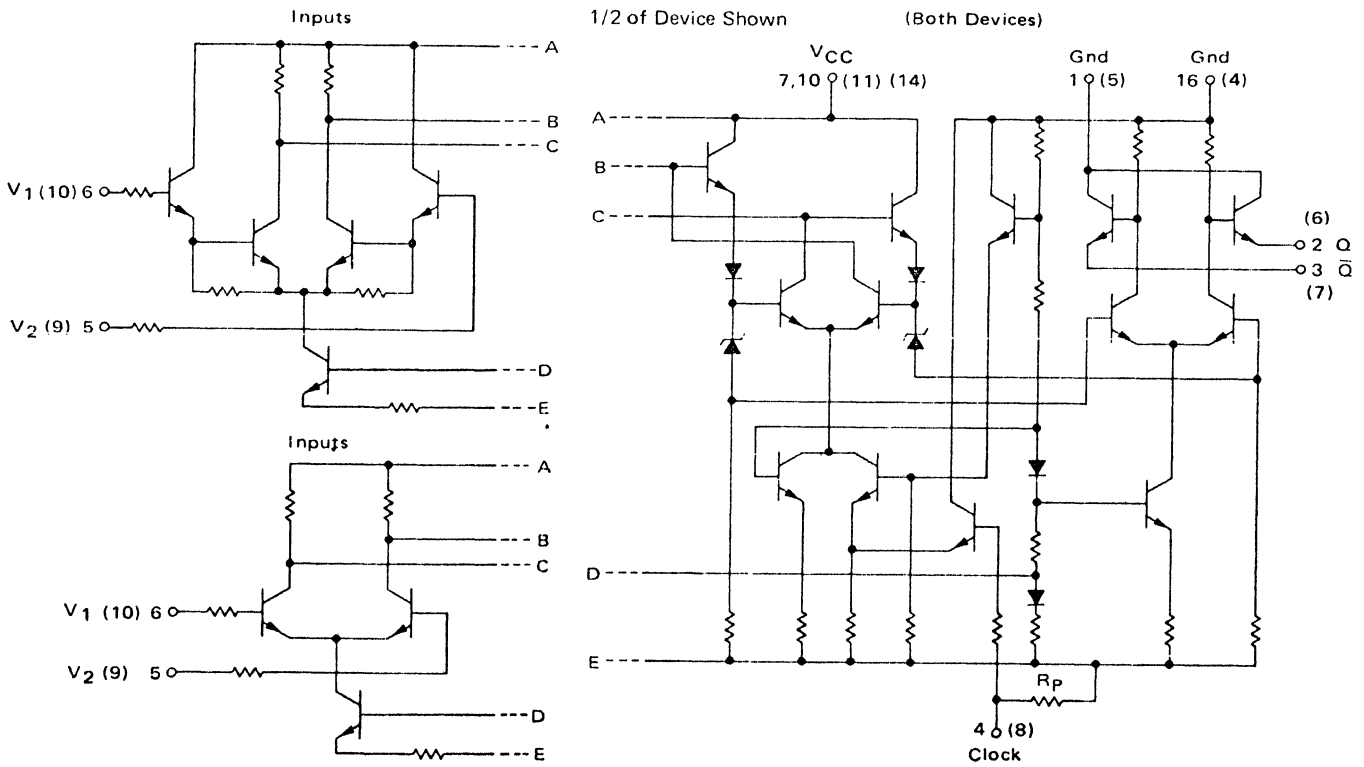 Inputs
1/2 of Device Shown
(Both Devices)
A
B
C
V1 (10) 6
V2 (9) 5
D
E
Inputs
A
B
C
V1 (10) 6
V2 (9) 5
D
E
VCC
7,10 (11) (14)
Gnd
1 (5)
Gnd
16 (4)
A
B
C
(6)
2 Q
3 Q̅
(7)
D
E
RP
4 (8)
Clock